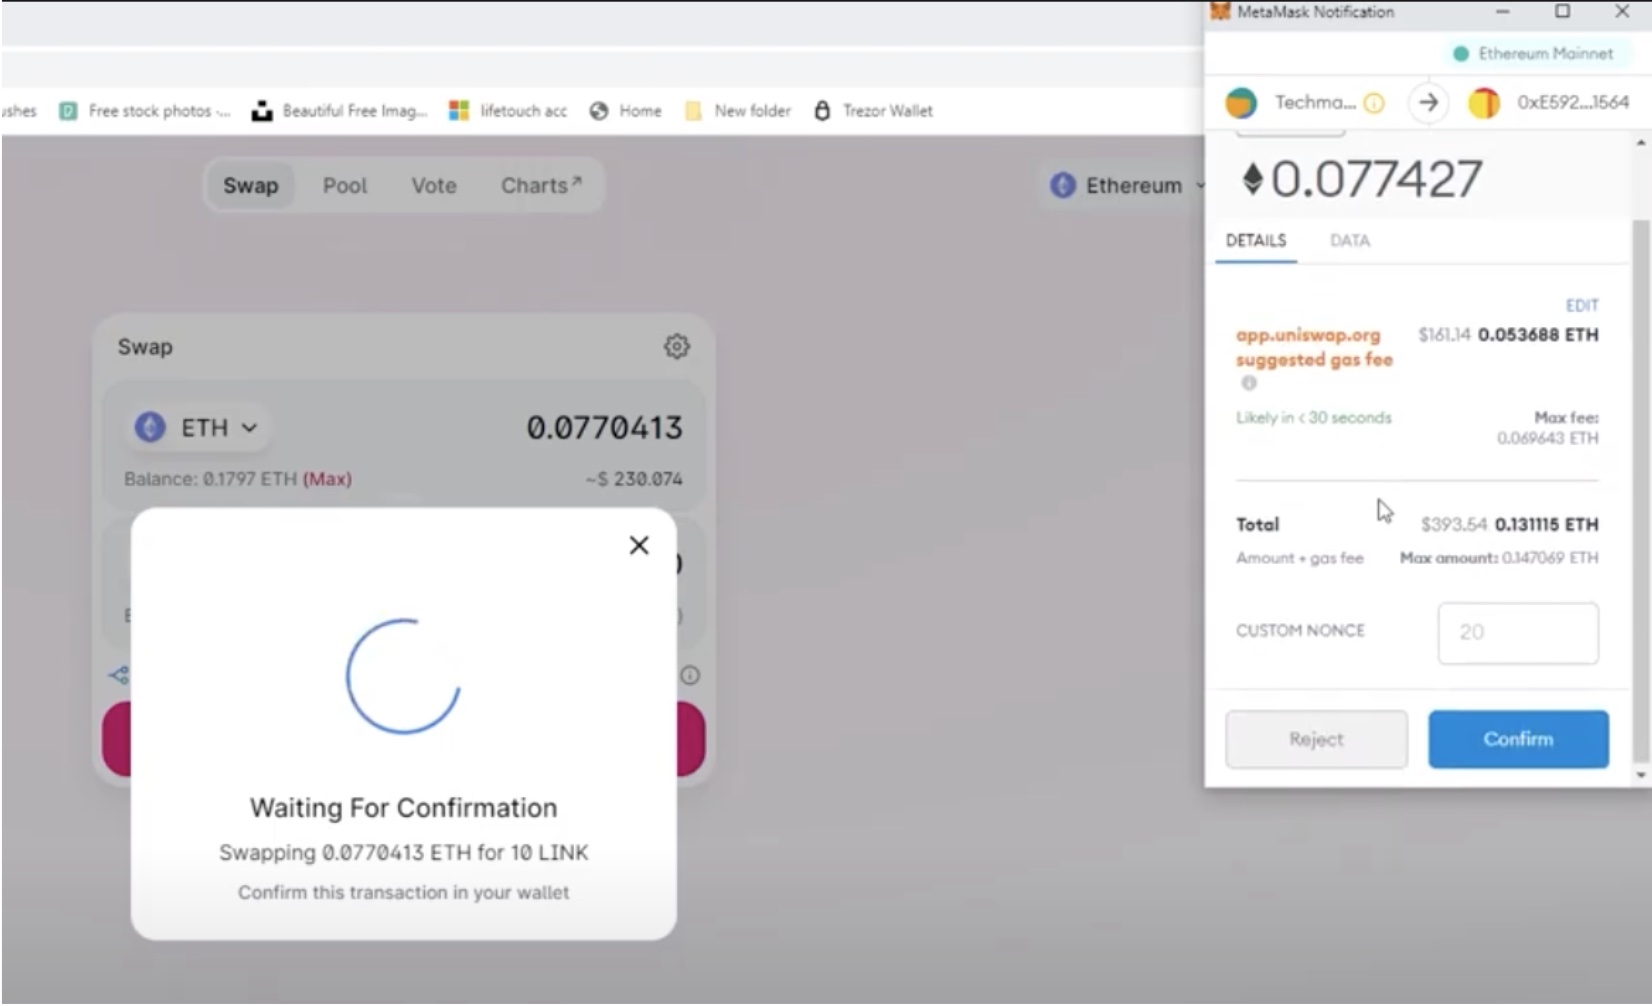 MetaMask Notification
Ethereum Mainnet
ushes Free stock photos -... Beautiful Free Imag... lifetouch acc Home New folder Trezor Wallet
Techma... 0xE592...1564
Swap Pool Vote Charts↗ Ethereum
0.077427
DETAILS DATA
EDIT
app.uniswap.org $161.14 0.053688 ETH
suggested gas fee
Likely in < 30 seconds Max fee:
0.069643 ETH
Total $393.54 0.131115 ETH
Amount + gas fee Max amount: 0.147069 ETH
CUSTOM NONCE 20
Reject Confirm
Swap
ETH 0.0770413
Balance: 0.1797 ETH (Max) ~$ 230.074
Waiting For Confirmation
Swapping 0.0770413 ETH for 10 LINK
Confirm this transaction in your wallet